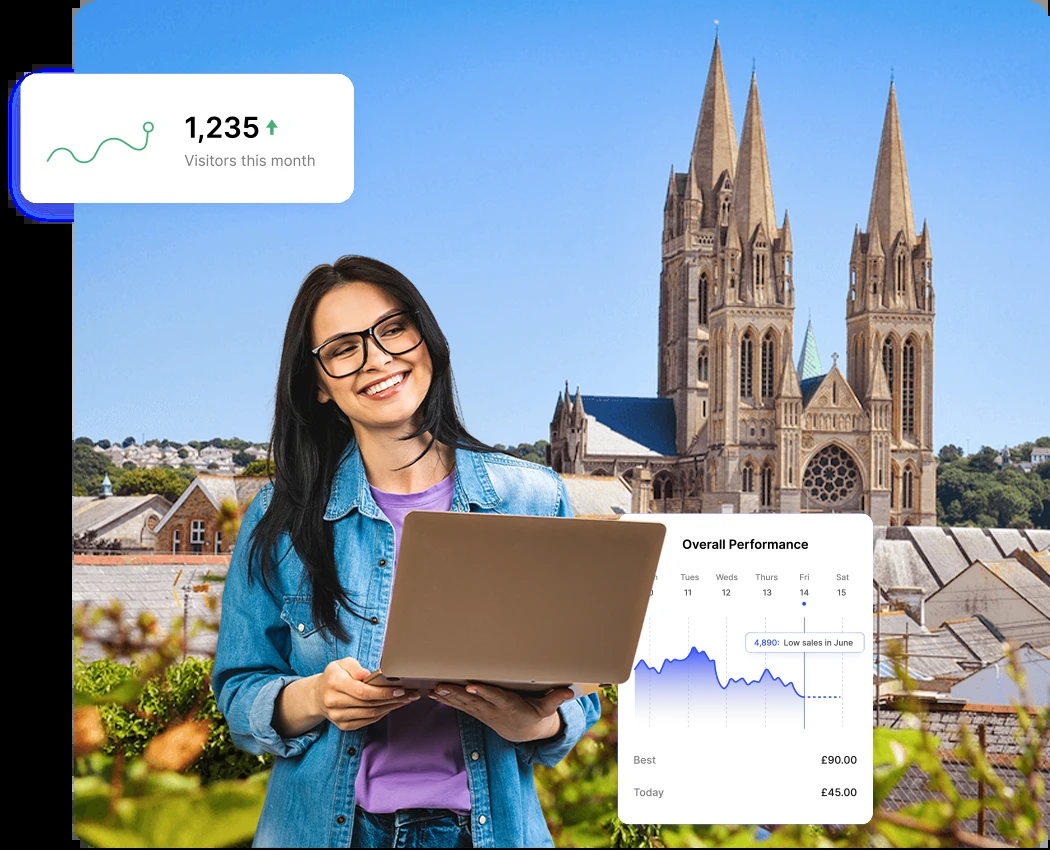 1,235
Visitors this month
Overall Performance
Tues Weds Thurs Fri Sat
11 12 13 14 15
4,890: Low sales in June
Best £90.00
Today £45.00